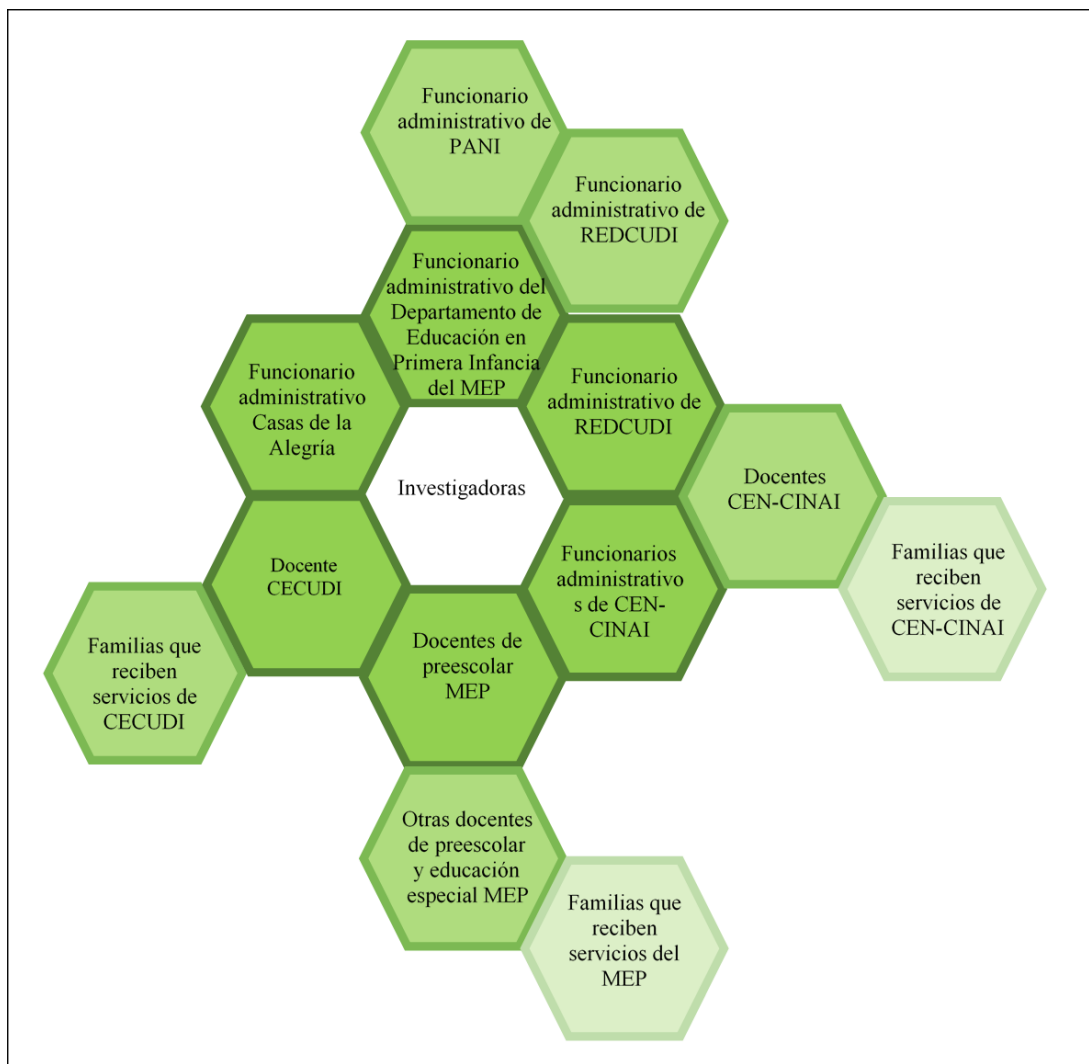 Funcionario
administrativo de
PANI
Funcionario
administrativo de
REDCUDI
Funcionario
administrativo del
Departamento de
Educación en
Primera Infancia
del MEP
Funcionario
administrativo
Casas de la
Alegría
Funcionario
administrativo de
REDCUDI
Investigadoras
Docentes
CEN-CINAI
Docente
CECUDI
Funcionarios
administrativo
s de CEN-
CINAI
Familias que
reciben
servicios de
CEN-CINAI
Familias que
reciben
servicios de
CECUDI
Docentes de
preescolar
MEP
Otras docentes
de preescolar
y educación
especial MEP
Familias que
reciben
servicios del
MEP